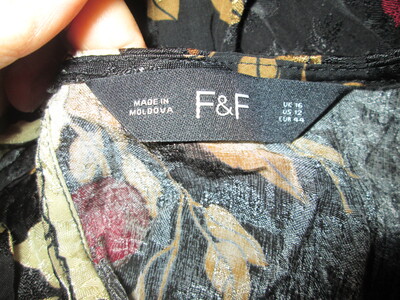 MADE IN
MOLDOVA
F&F
UK 16
US 12
EUR 44